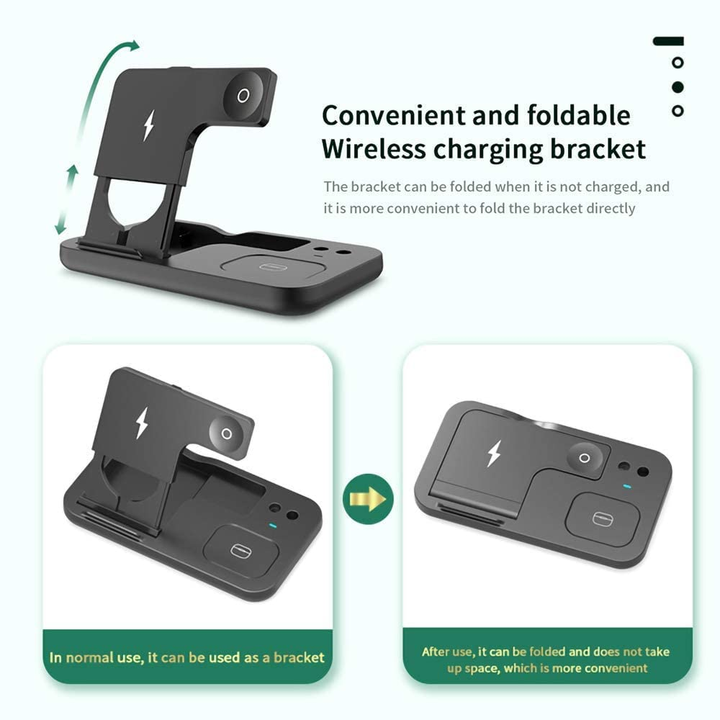 Convenient and foldable
Wireless charging bracket
The bracket can be folded when it is not charged, and
it is more convenient to fold the bracket directly
In normal use, it can be used as a bracket
After use, it can be folded and does not take
up space, which is more convenient